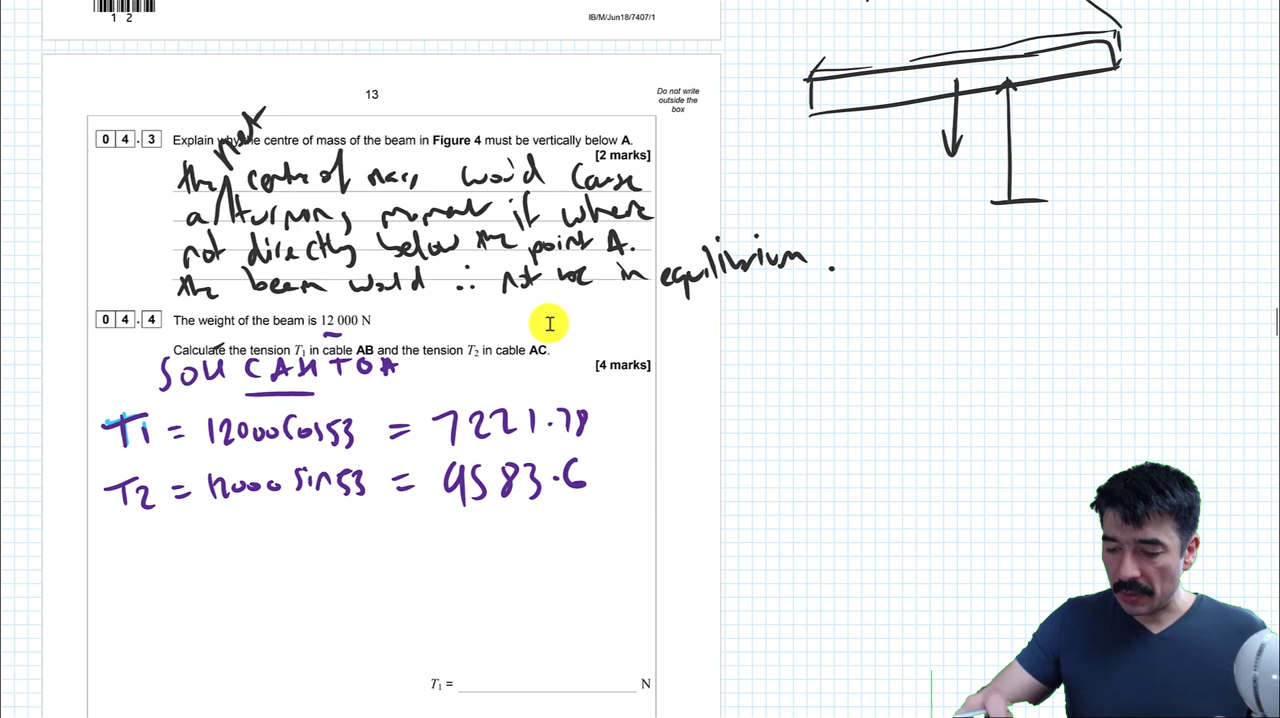 1 2
IB/M/Jun18/7407/1
13
Do not write
outside the
box
0 4 . 3 Explain why the centre of mass of the beam in Figure 4 must be vertically below A.
[2 marks]
net
the centre of mass would cause
a turning moment if where
not directly below the point A.
the beam would ∴ not be in equilibrium.
0 4 . 4 The weight of the beam is 12 000 N
Calculate the tension T1 in cable AB and the tension T2 in cable AC.
[4 marks]
SOH CAH TOA
T1 = 12000Cos53 = 7221.78
T2 = 12000 sin53 = 9583.6
T1 = N